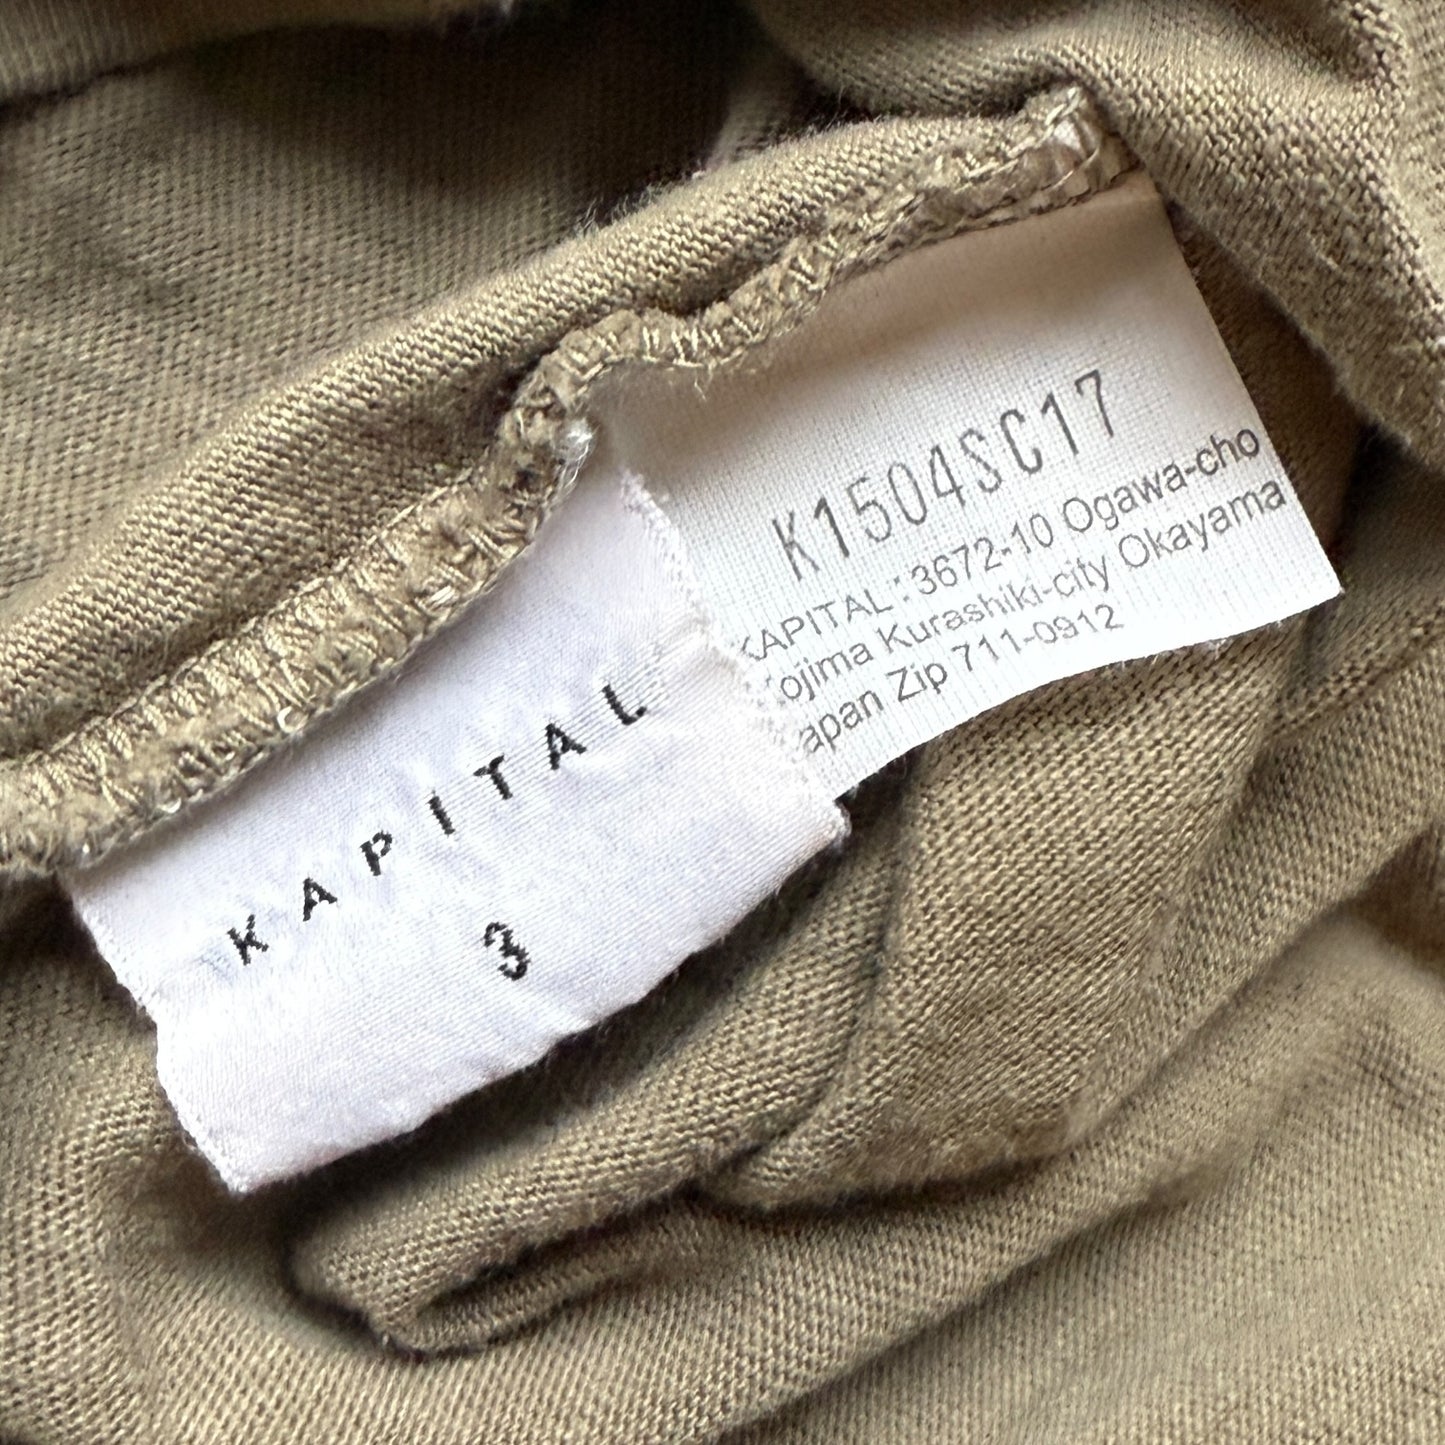 K1504SC17
KAPITAL : 3672-10 Ogawa-cho
Kojima Kurashiki-city Okayama
Japan Zip 711-0912
KAPITAL
3